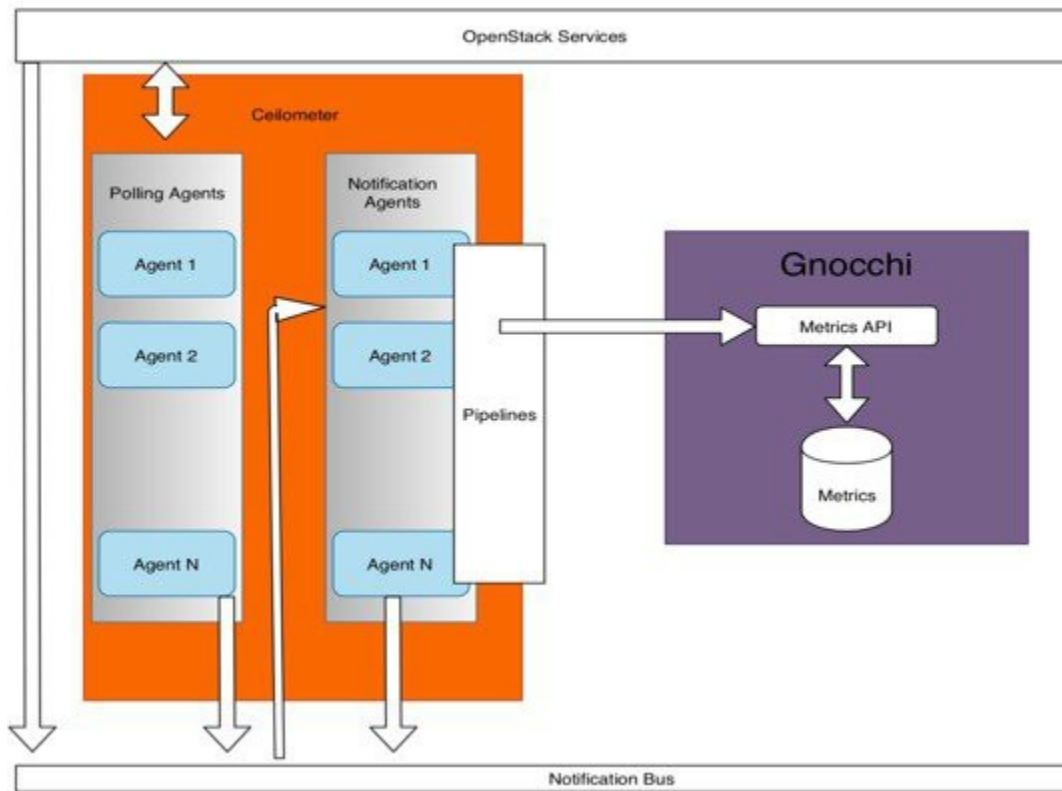 OpenStack Services
Ceilometer
Polling Agents
Agent 1
Agent 2
Agent N
Notification
Agents
Agent 1
Agent 2
Agent N
Pipelines
Gnocchi
Metrics API
Metrics
Notification Bus